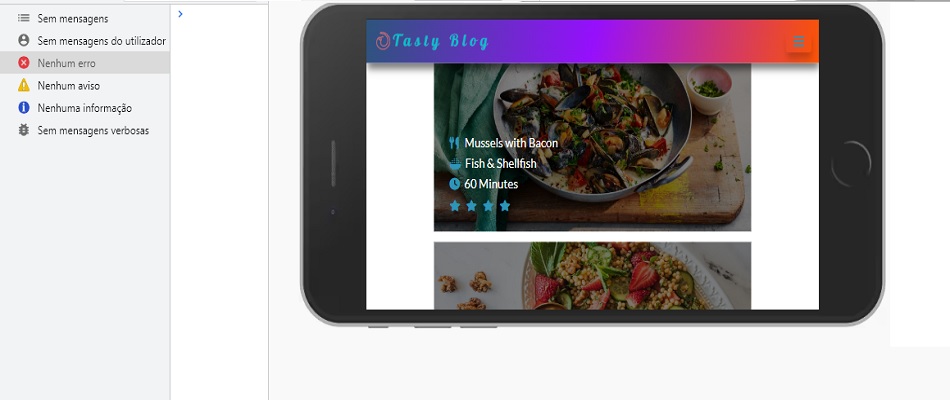 Sem mensagens
Sem mensagens do utilizador
Nenhum erro
Nenhum aviso
Nenhuma informação
Sem mensagens verbosas
Tasty Blog
Mussels with Bacon
Fish & Shellfish
60 Minutes